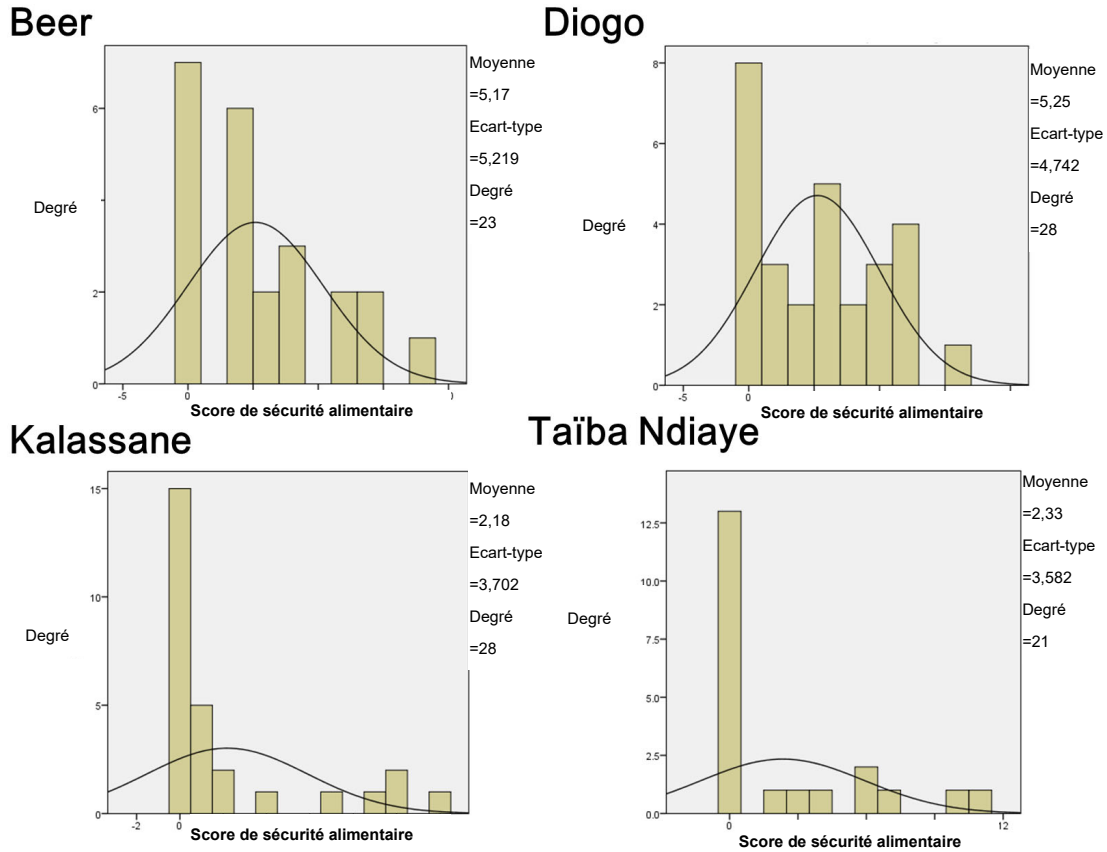 Beer
Moyenne
=5,17
Ecart-type
=5,219
Degré
=23
Degré
6
2
0
-5
0
Score de sécurité alimentaire
Diogo
Moyenne
=5,25
Ecart-type
=4,742
Degré
=28
Degré
8
6
4
2
0
-5
0
Score de sécurité alimentaire
Kalassane
Moyenne
=2,18
Ecart-type
=3,702
Degré
=28
Degré
15
10
5
0
-2
0
Score de sécurité alimentaire
Taïba Ndiaye
Moyenne
=2,33
Ecart-type
=3,582
Degré
=21
Degré
12.5
10.0
7.5
5.0
2.5
0.0
0
12
Score de sécurité alimentaire